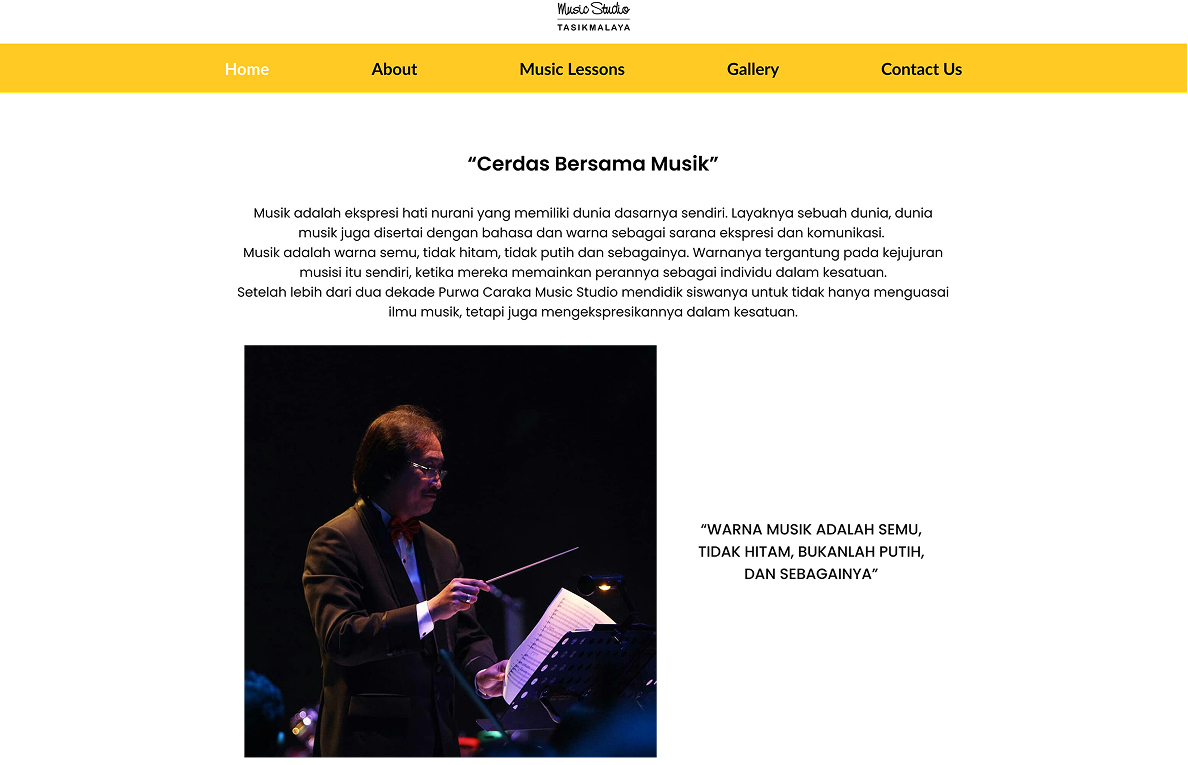 Music Studio
TASIKMALAYA
Home About Music Lessons Gallery Contact Us
“Cerdas Bersama Musik”
Musik adalah ekspresi hati nurani yang memiliki dunia dasarnya sendiri. Layaknya sebuah dunia, dunia
musik juga disertai dengan bahasa dan warna sebagai sarana ekspresi dan komunikasi.
Musik adalah warna semu, tidak hitam, tidak putih dan sebagainya. Warnanya tergantung pada kejujuran
musisi itu sendiri, ketika mereka memainkan perannya sebagai individu dalam kesatuan.
Setelah lebih dari dua dekade Purwa Caraka Music Studio mendidik siswanya untuk tidak hanya menguasai
ilmu musik, tetapi juga mengekspresikannya dalam kesatuan.
“WARNA MUSIK ADALAH SEMU,
TIDAK HITAM, BUKANLAH PUTIH,
DAN SEBAGAINYA”